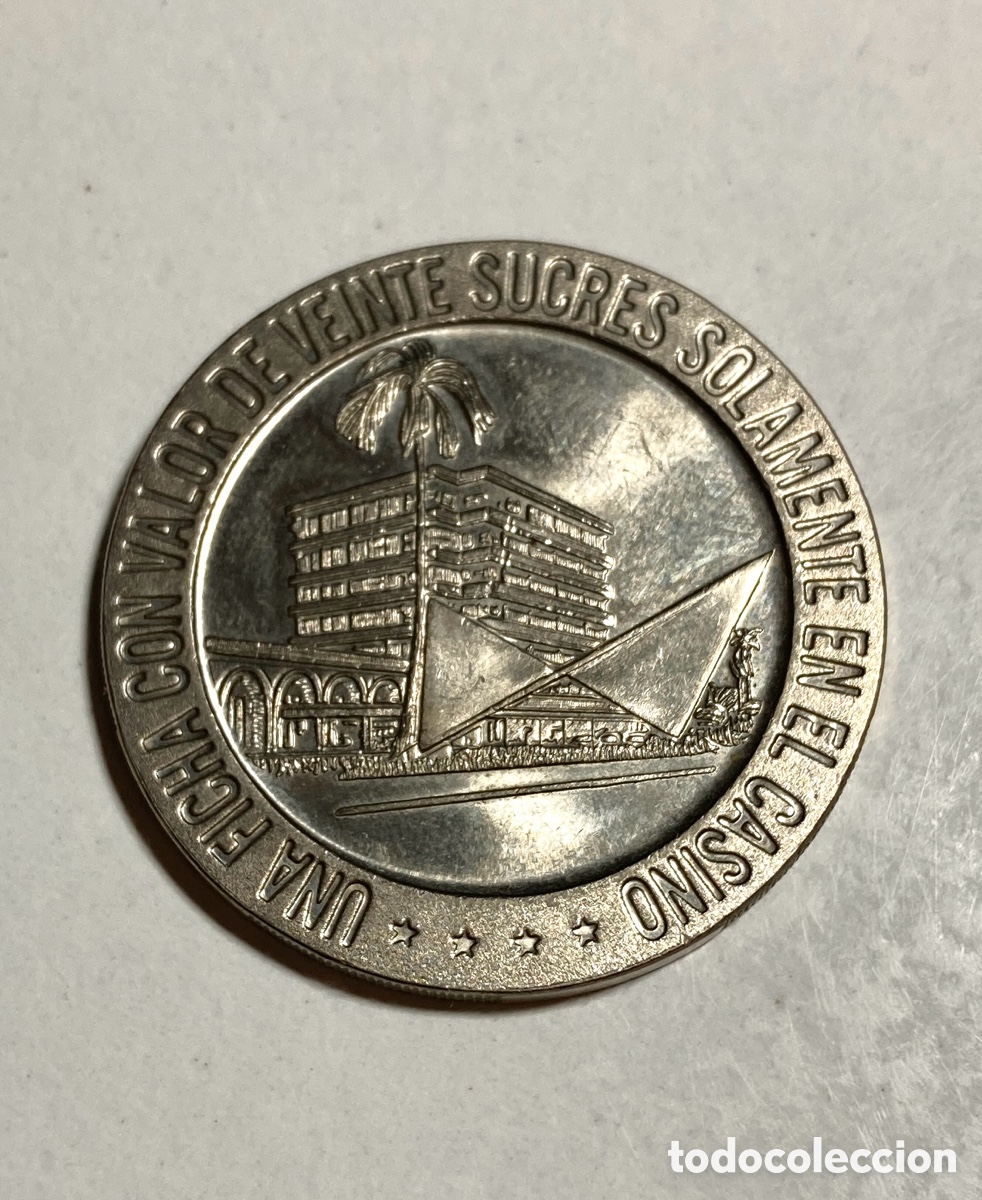 UNA FICHA CON VALOR DE VEINTE SUCRES SOLAMENTE EN EL CASINO
todocoleccion